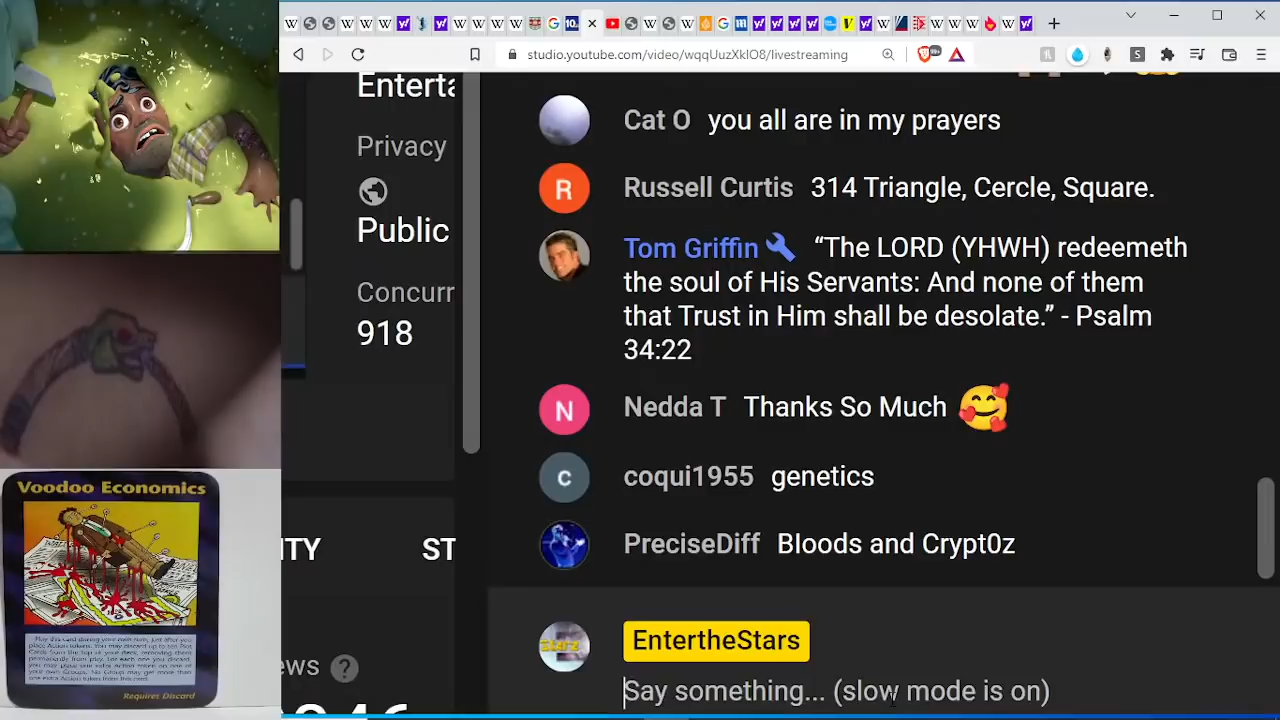 studio.youtube.com/video/wqqUuzXklO8/livestreaming
Enterta
Privacy
Public
Concurr
918
ITY ST
ews ?
Cat O you all are in my prayers
Russell Curtis 314 Triangle, Cercle, Square.
Tom Griffin “The LORD (YHWH) redeemeth
the soul of His Servants: And none of them
that Trust in Him shall be desolate.” - Psalm
34:22
Nedda T Thanks So Much
coqui1955 genetics
PreciseDiff Bloods and Crypt0z
EntertheStars
Say something... (slow mode is on)
Voodoo Economics
Requires Discard